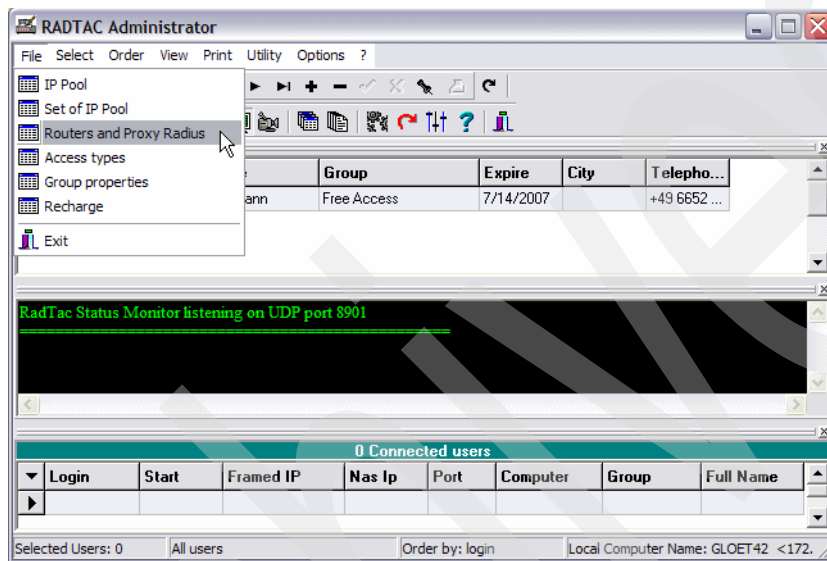 RADTAC Administrator
File Select Order View Print Utility Options ?
IP Pool
Set of IP Pool
Routers and Proxy Radius
Access types
Group properties
Recharge
Exit
Group Expire City Telepho...
ann Free Access 7/14/2007 +49 6652 ...
RadTac Status Monitor listening on UDP port 8901
==================================================
0 Connected users
Login Start Framed IP Nas Ip Port Computer Group Full Name
Selected Users: 0 All users Order by: login Local Computer Name: GLOET42 <172.